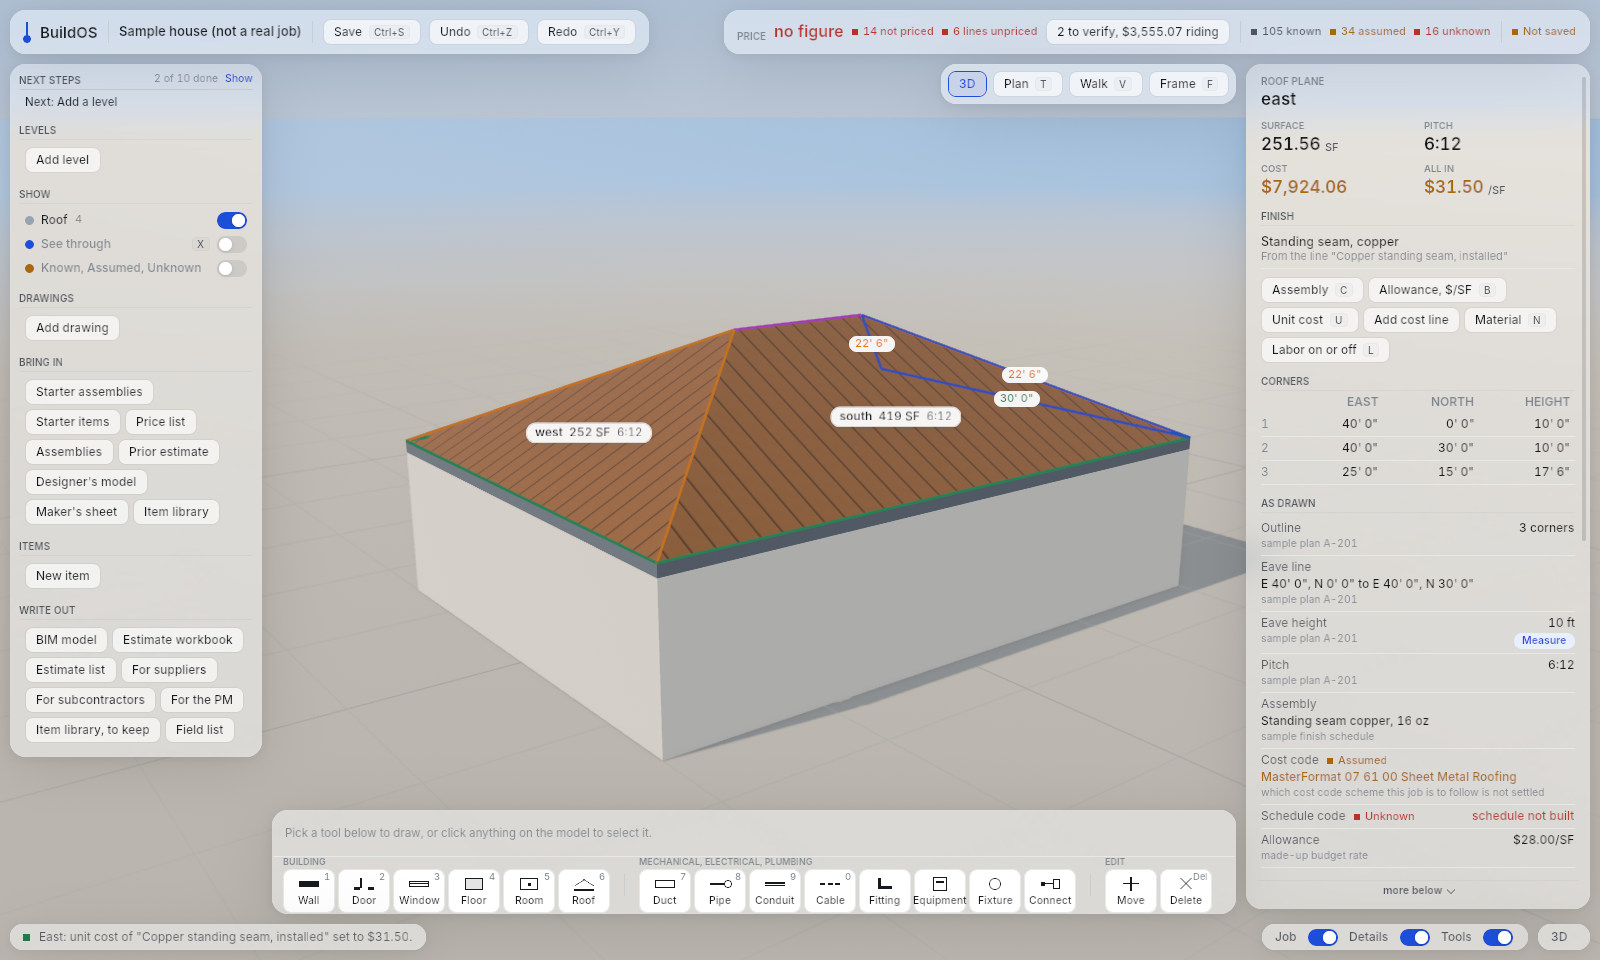 BuildOS
Sample house (not a real job)
Save Ctrl+S
Undo Ctrl+Z
Redo Ctrl+Y
PRICE no figure
14 not priced
6 lines unpriced
2 to verify, $3,555.07 riding
105 known
34 assumed
16 unknown
Not saved
NEXT STEPS 2 of 10 done Show
Next: Add a level
LEVELS
Add level
SHOW
Roof 4
See through X
Known, Assumed, Unknown
DRAWINGS
Add drawing
BRING IN
Starter assemblies
Starter items Price list
Assemblies Prior estimate
Designer's model
Maker's sheet Item library
ITEMS
New item
WRITE OUT
BIM model Estimate workbook
Estimate list For suppliers
For subcontractors For the PM
Item library, to keep Field list
3D Plan T Walk V Frame F
22' 6"
22' 6"
30' 0"
south 419 SF 6:12
west 252 SF 6:12
ROOF PLANE
east
SURFACE PITCH
251.56 SF 6:12
COST ALL IN
$7,924.06 $31.50 /SF
FINISH
Standing seam, copper
From the line "Copper standing seam, installed"
Assembly C Allowance, $/SF B
Unit cost U Add cost line Material N
Labor on or off L
CORNERS
EAST NORTH HEIGHT
1 40' 0" 0' 0" 10' 0"
2 40' 0" 30' 0" 10' 0"
3 25' 0" 15' 0" 17' 6"
AS DRAWN
Outline 3 corners
sample plan A-201
Eave line
E 40' 0", N 0' 0" to E 40' 0", N 30' 0"
sample plan A-201
Eave height 10 ft
sample plan A-201 Measure
Pitch 6:12
sample plan A-201
Assembly
Standing seam copper, 16 oz
sample finish schedule
Cost code Assumed
MasterFormat 07 61 00 Sheet Metal Roofing
which cost code scheme this job is to follow is not settled
Schedule code Unknown schedule not built
Allowance $28.00/SF
made-up budget rate
more below
Pick a tool below to draw, or click anything on the model to select it.
BUILDING MECHANICAL, ELECTRICAL, PLUMBING EDIT
1 2 3 4 5 6 7 8 9 0 Del
Wall Door Window Floor Room Roof Duct Pipe Conduit Cable Fitting Equipment Fixture Connect Move Delete
East: unit cost of "Copper standing seam, installed" set to $31.50.
Job Details Tools 3D